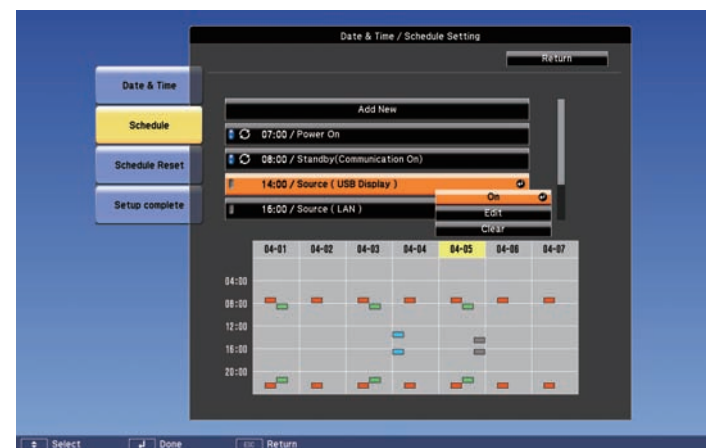 Date & Time / Schedule Setting
Return
Date & Time
Schedule
Schedule Reset
Setup complete
Add New
07:00 / Power On
08:00 / Standby(Communication On)
14:00 / Source ( USB Display )
16:00 / Source ( LAN )
On
Edit
Clear
04-01 04-02 04-03 04-04 04-05 04-06 04-07
04:00
08:00
12:00
16:00
20:00
Select Done Esc Return